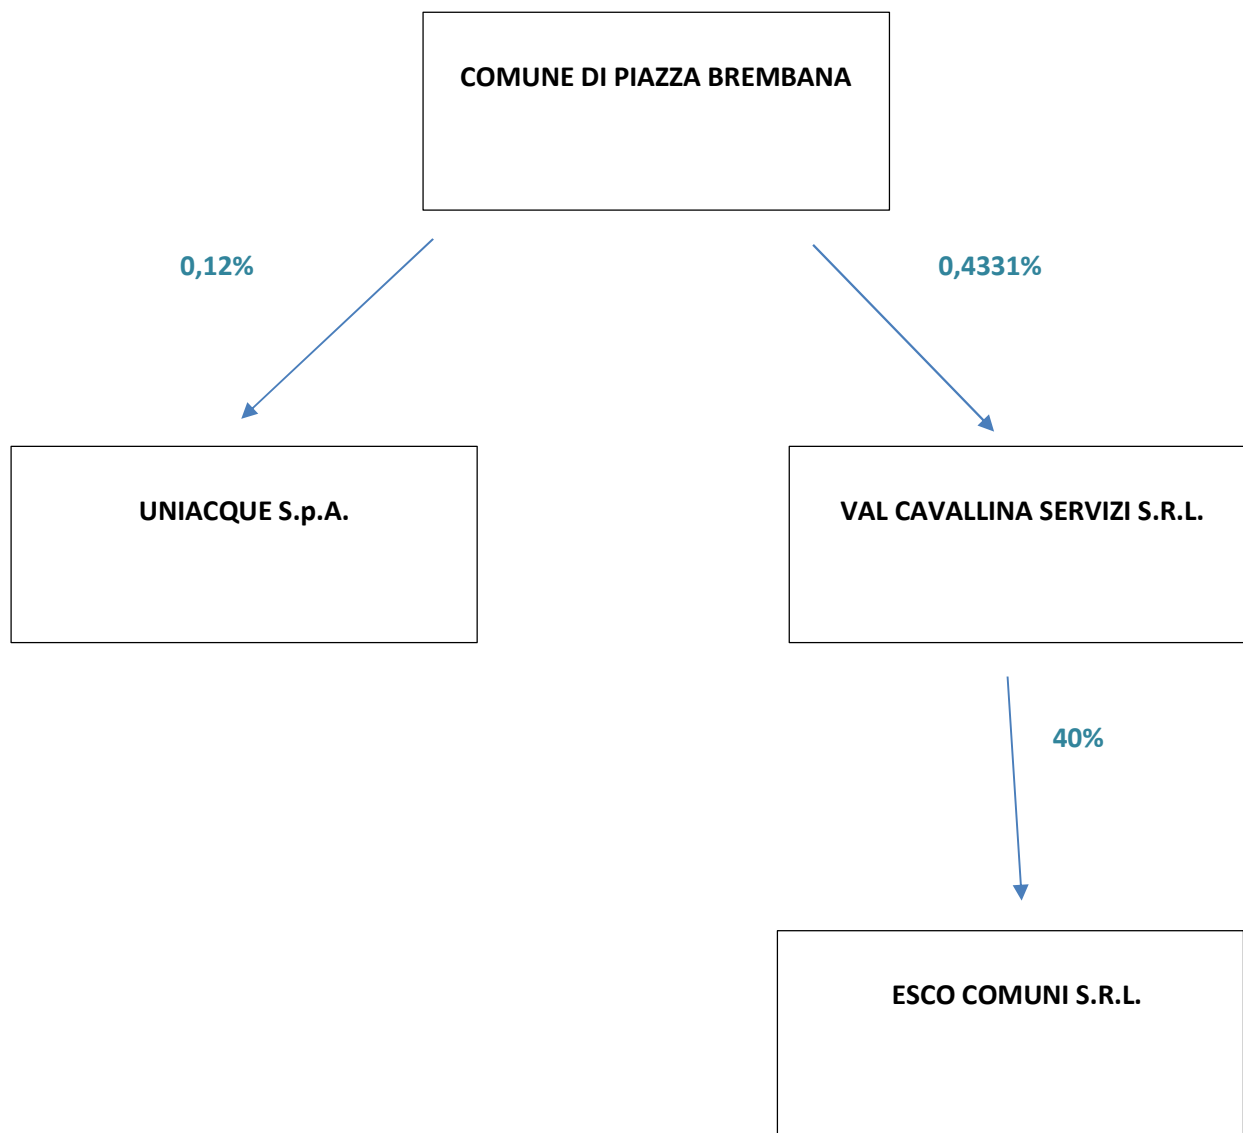 COMUNE DI PIAZZA BREMBANA
0,12%
0,4331%
UNIACQUE S.p.A.
VAL CAVALLINA SERVIZI S.R.L.
40%
ESCO COMUNI S.R.L.